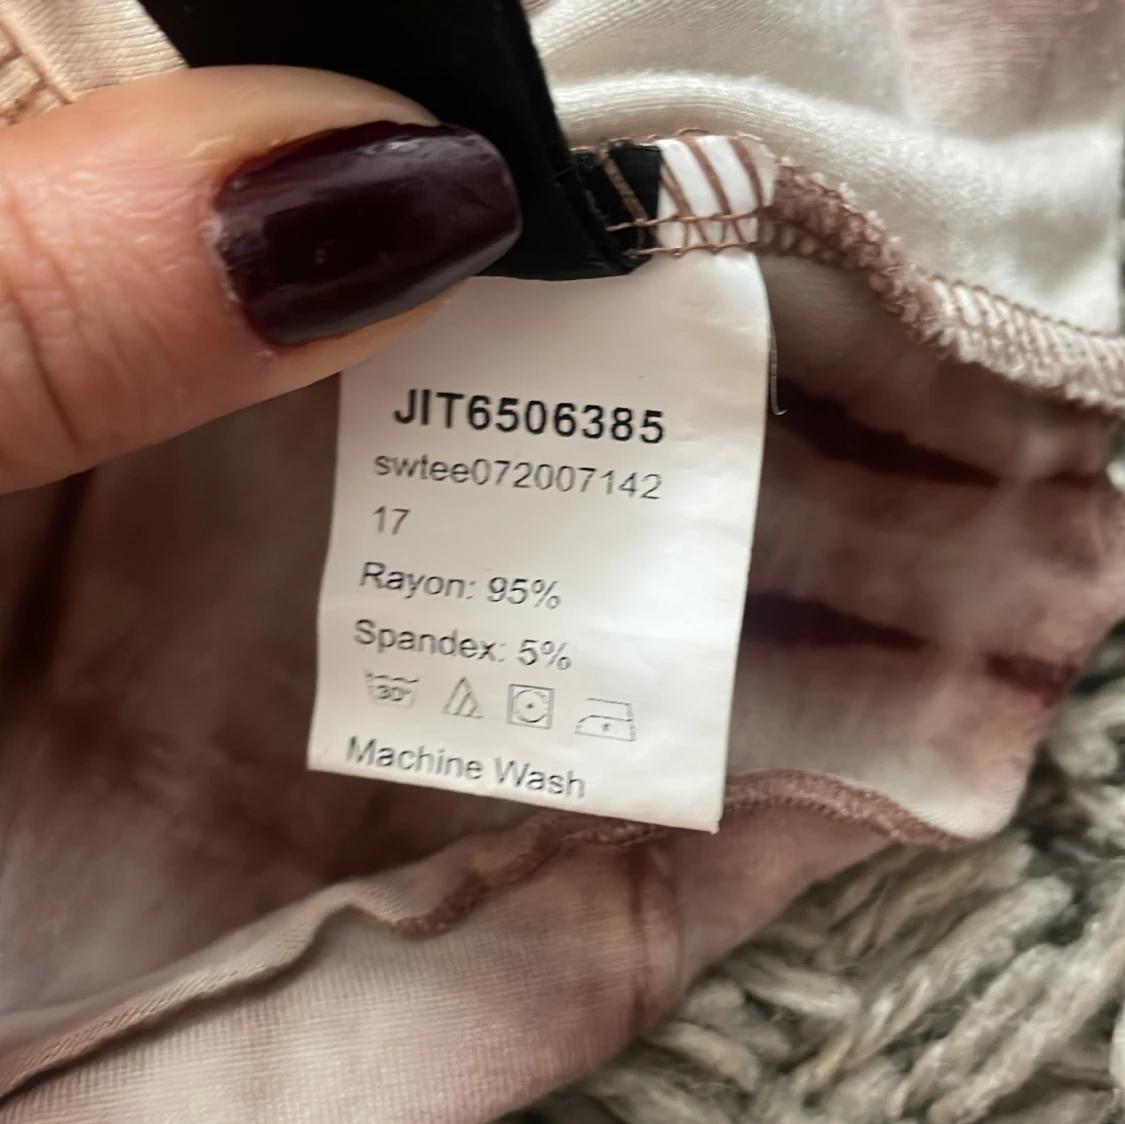 JIT6506385
swtee072007142
17
Rayon: 95%
Spandex: 5%
30°
Machine Wash